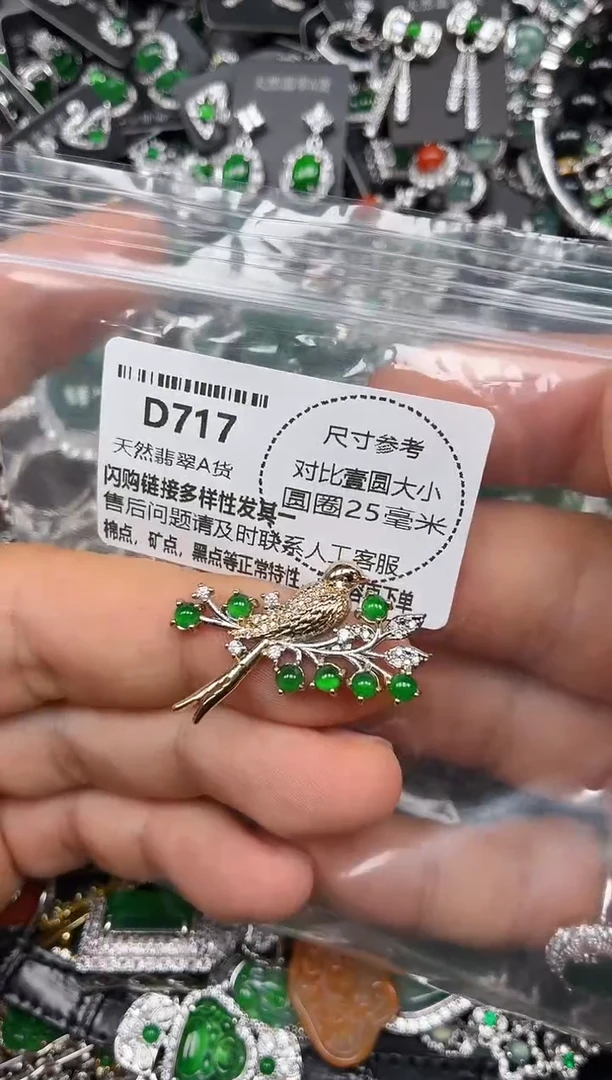 D717
天然翡翠A货
闪购链接多样性发其一
售后问题请及时联系人工客服
棉点，矿点，黑点等正常特性
下单
尺寸参考
对比壹圆大小
圆圈25毫米